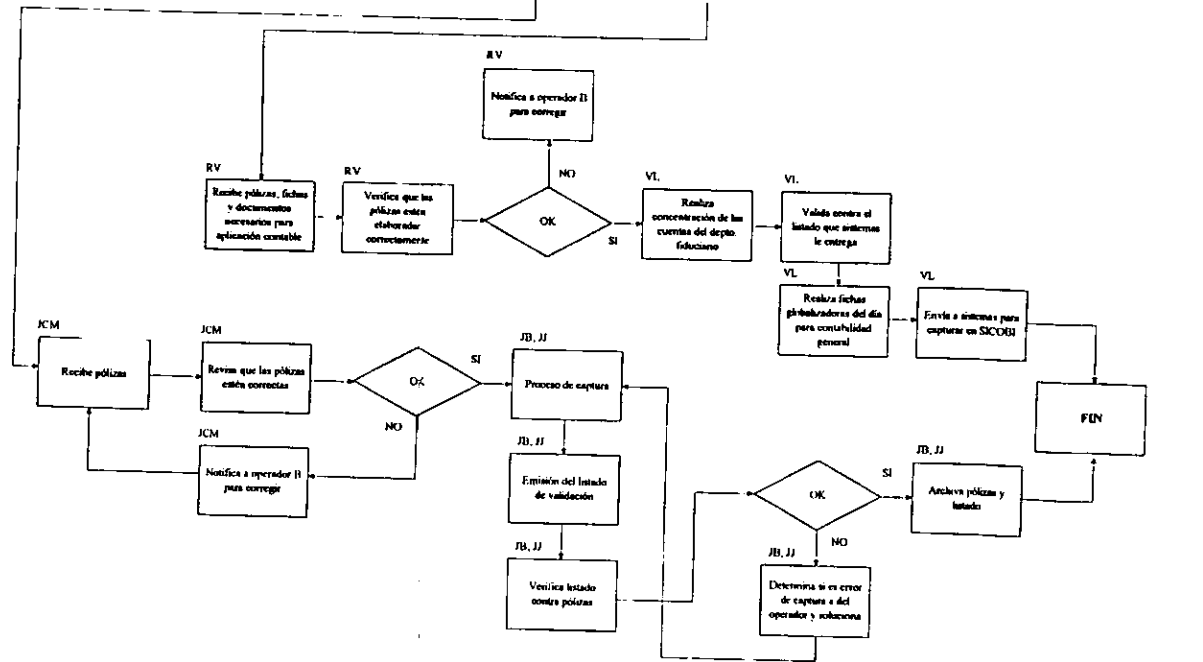 RV
Notifica a operador B
para corregir
NO
RV
Recibe pólizas, fichas
y documentos
necesarios para
aplicación contable
RV
Verifica que las
pólizas estén
elaborador
correctamente
OK
SI
VL
Realiza
concentración de las
cuentas del depto.
fiduciario
VL
Valida contra el
listado que sistemas
le entrega
VL
Realiza fichas
globalizadoras del día
para contabilidad
general
VL
Envía a sistemas para
capturar en SICOBI
FIN
JCM
Recibe pólizas
JCM
Revisa que las pólizas
estén correctas
OK
SI
NO
JCM
Notifica a operador B
para corregir
JB, JJ
Proceso de captura
JB, JJ
Emisión del listado
de validación
JB, JJ
Verifica listado
contra pólizas
OK
SI
NO
JB, JJ
Archiva pólizas y
listado
JB, JJ
Determina si es error
de captura o del
operador y soluciona